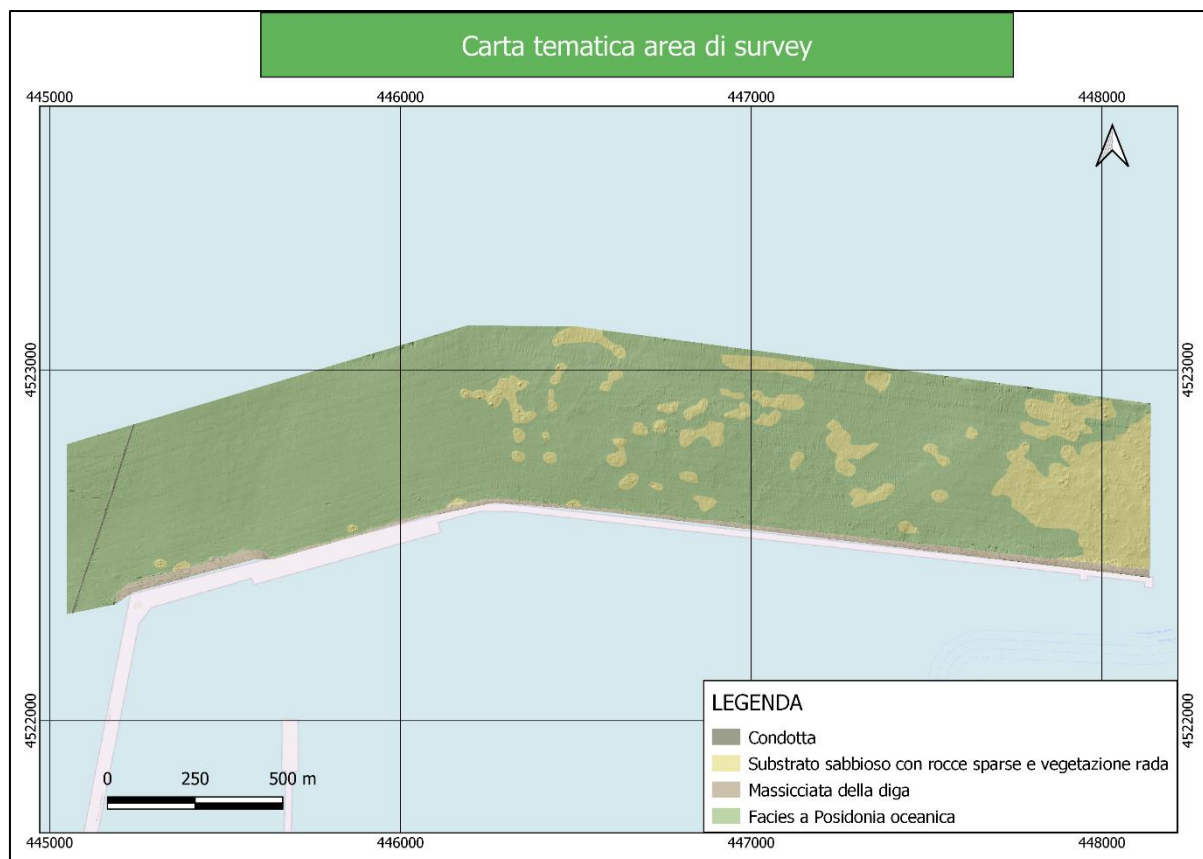 Carta tematica area di survey
445000 446000 447000 448000
4523000 4523000
4522000 4522000
LEGENDA
Condotta
Substrato sabbioso con rocce sparse e vegetazione rada
Massicciata della diga
Facies a Posidonia oceanica
0 250 500 m
445000 446000 447000 448000